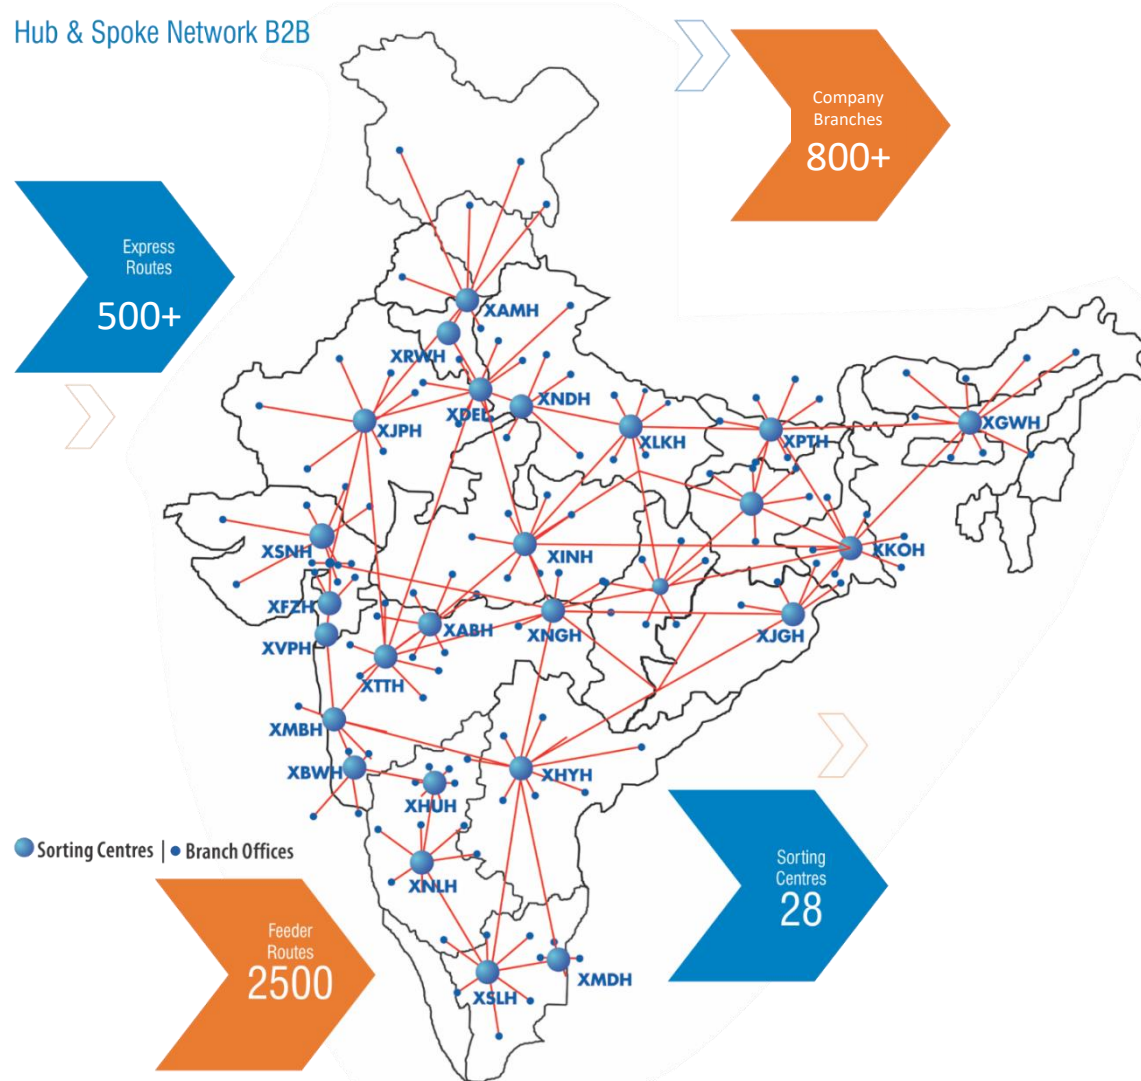 Hub & Spoke Network B2B
Company
Branches
800+
Express
Routes
500+
XAMH
XRWH
XDEL
XNDH
XJPH
XLKH
XPTH
XGWH
XSNH
XINH
XKOH
XFZH
XABH
XNGH
XJGH
XVPH
XTTH
XMBH
XBWH
XHYH
XHUH
Sorting Centres | Branch Offices
XNLH
Sorting
Centres
28
Feeder
Routes
2500
XMDH
XSLH